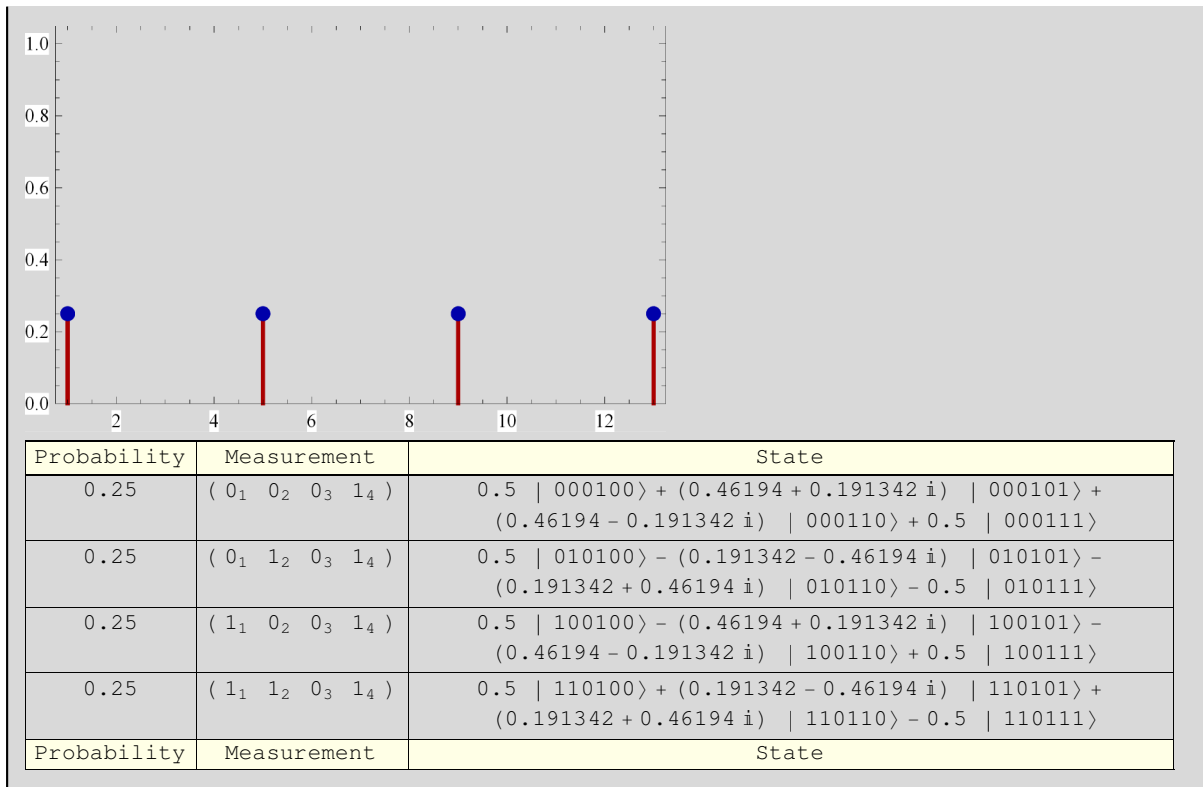 1.0
0.8
0.6
0.4
0.2
0.0
2 4 6 8 10 12
Probability Measurement State
0.25 ( 0₁ 0₂ 0₃ 1₄ ) 0.5 | 000100⟩ + (0.46194 + 0.191342 ⅈ) | 000101⟩ +
(0.46194 - 0.191342 ⅈ) | 000110⟩ + 0.5 | 000111⟩
0.25 ( 0₁ 1₂ 0₃ 1₄ ) 0.5 | 010100⟩ - (0.191342 - 0.46194 ⅈ) | 010101⟩ -
(0.191342 + 0.46194 ⅈ) | 010110⟩ - 0.5 | 010111⟩
0.25 ( 1₁ 0₂ 0₃ 1₄ ) 0.5 | 100100⟩ - (0.46194 + 0.191342 ⅈ) | 100101⟩ -
(0.46194 - 0.191342 ⅈ) | 100110⟩ + 0.5 | 100111⟩
0.25 ( 1₁ 1₂ 0₃ 1₄ ) 0.5 | 110100⟩ + (0.191342 - 0.46194 ⅈ) | 110101⟩ +
(0.191342 + 0.46194 ⅈ) | 110110⟩ - 0.5 | 110111⟩
Probability Measurement State